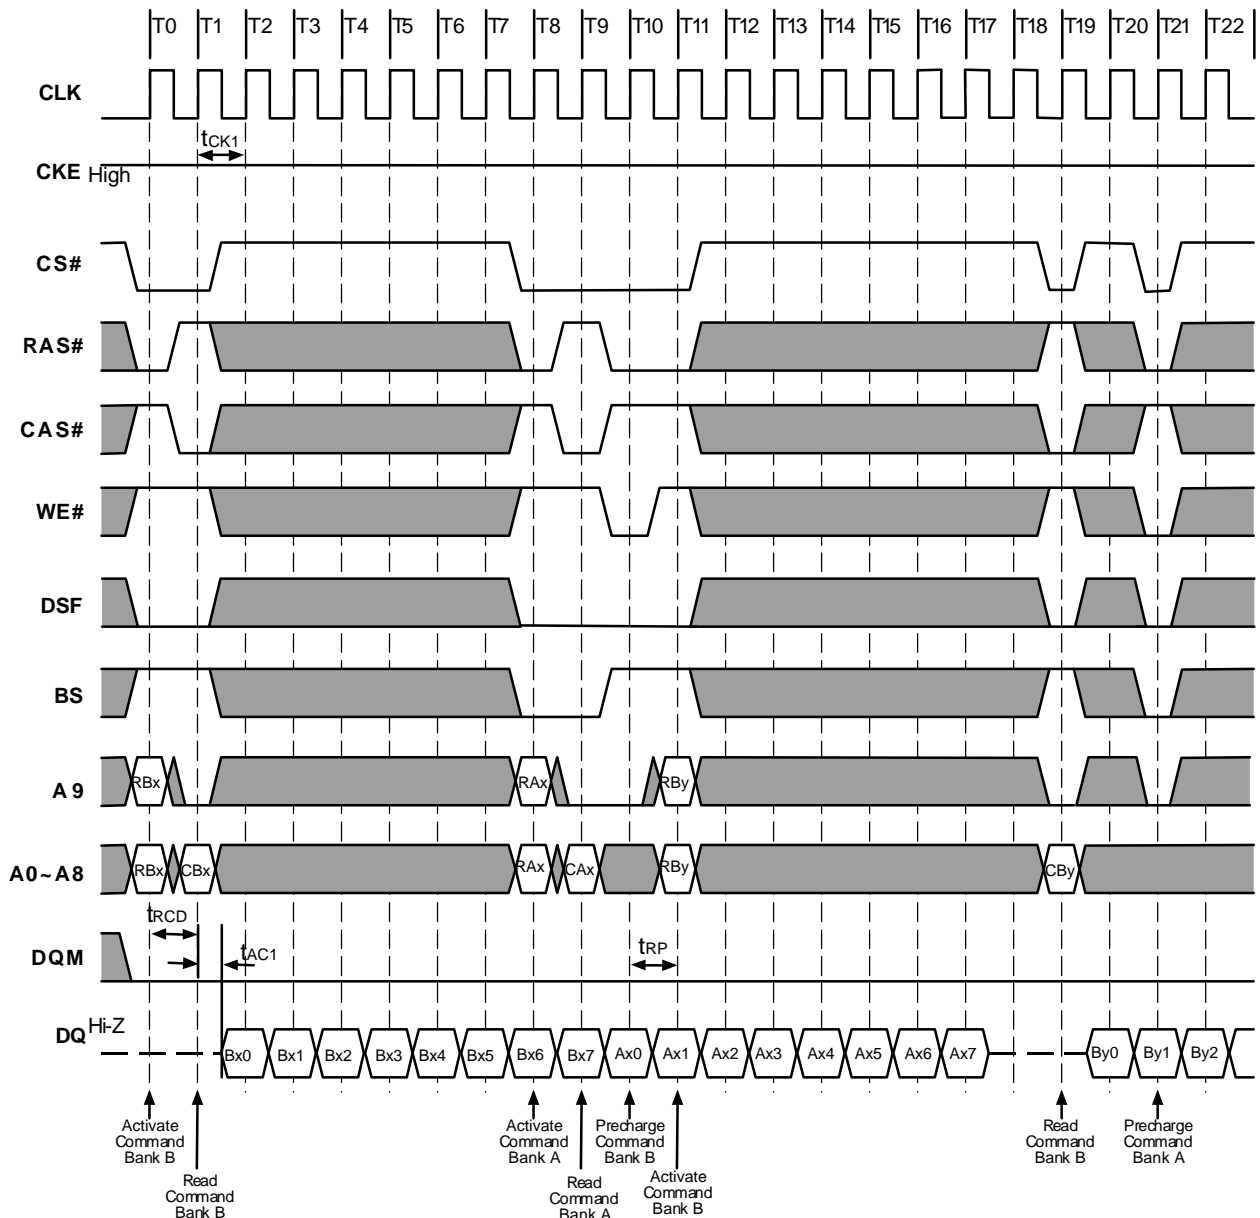 T0 T1 T2 T3 T4 T5 T6 T7 T8 T9 T10 T11 T12 T13 T14 T15 T16 T17 T18 T19 T20 T21 T22
CLK
tCK1
CKE High
CS#
RAS#
CAS#
WE#
DSF
BS
A9 RBx RAx RBy
A0~A8 RBx CBx RAx CAx RBy CBy
tRCD
DQM tAC1 tRP
DQ Hi-Z
Bx0 Bx1 Bx2 Bx3 Bx4 Bx5 Bx6 Bx7 Ax0 Ax1 Ax2 Ax3 Ax4 Ax5 Ax6 Ax7 By0 By1 By2
Activate
Command
Bank B
Read
Command
Bank B
Activate
Command
Bank A
Read
Command
Bank A
Precharge
Command
Bank B
Activate
Command
Bank B
Read
Command
Bank B
Precharge
Command
Bank A